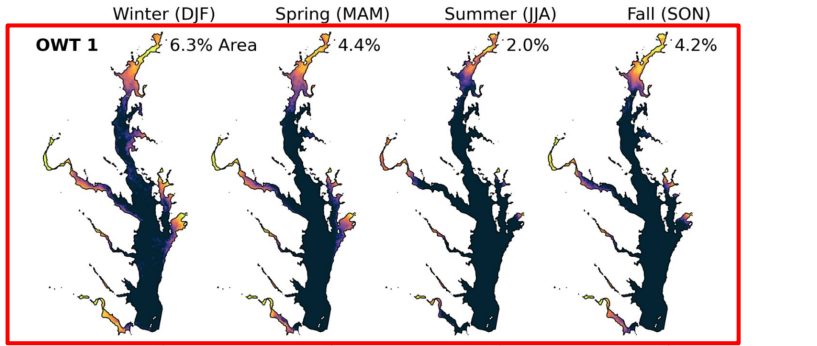 Winter (DJF) Spring (MAM) Summer (JJA) Fall (SON)
OWT 1 6.3% Area 4.4% 2.0% 4.2%